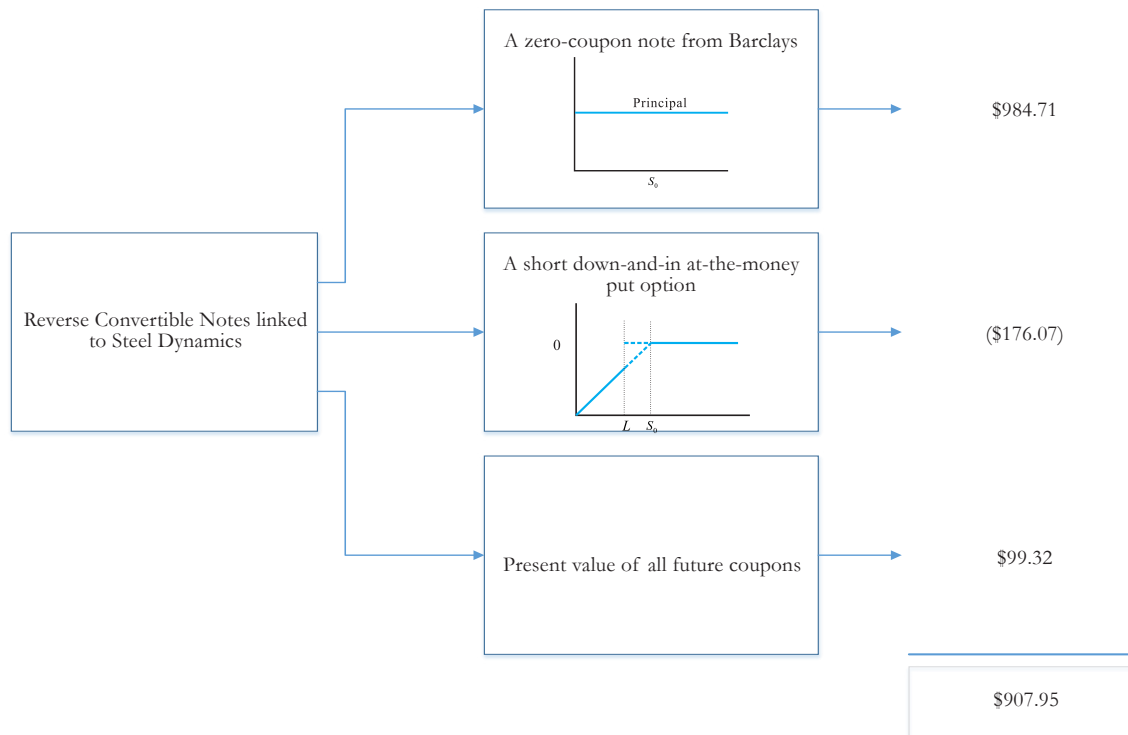 A zero-coupon note from Barclays
Principal
S₀
$984.71
Reverse Convertible Notes linked
to Steel Dynamics
A short down-and-in at-the-money
put option
0
L S₀
($176.07)
Present value of all future coupons
$99.32
$907.95